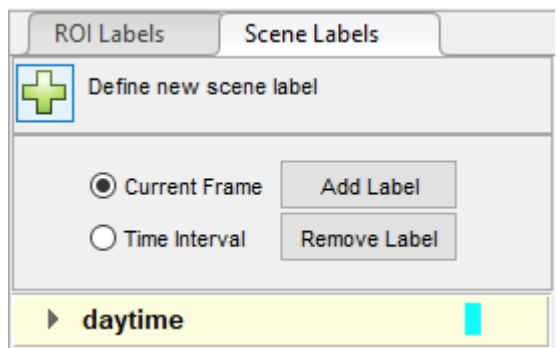 ROI Labels Scene Labels
Define new scene label
Current Frame Add Label
Time Interval Remove Label
daytime